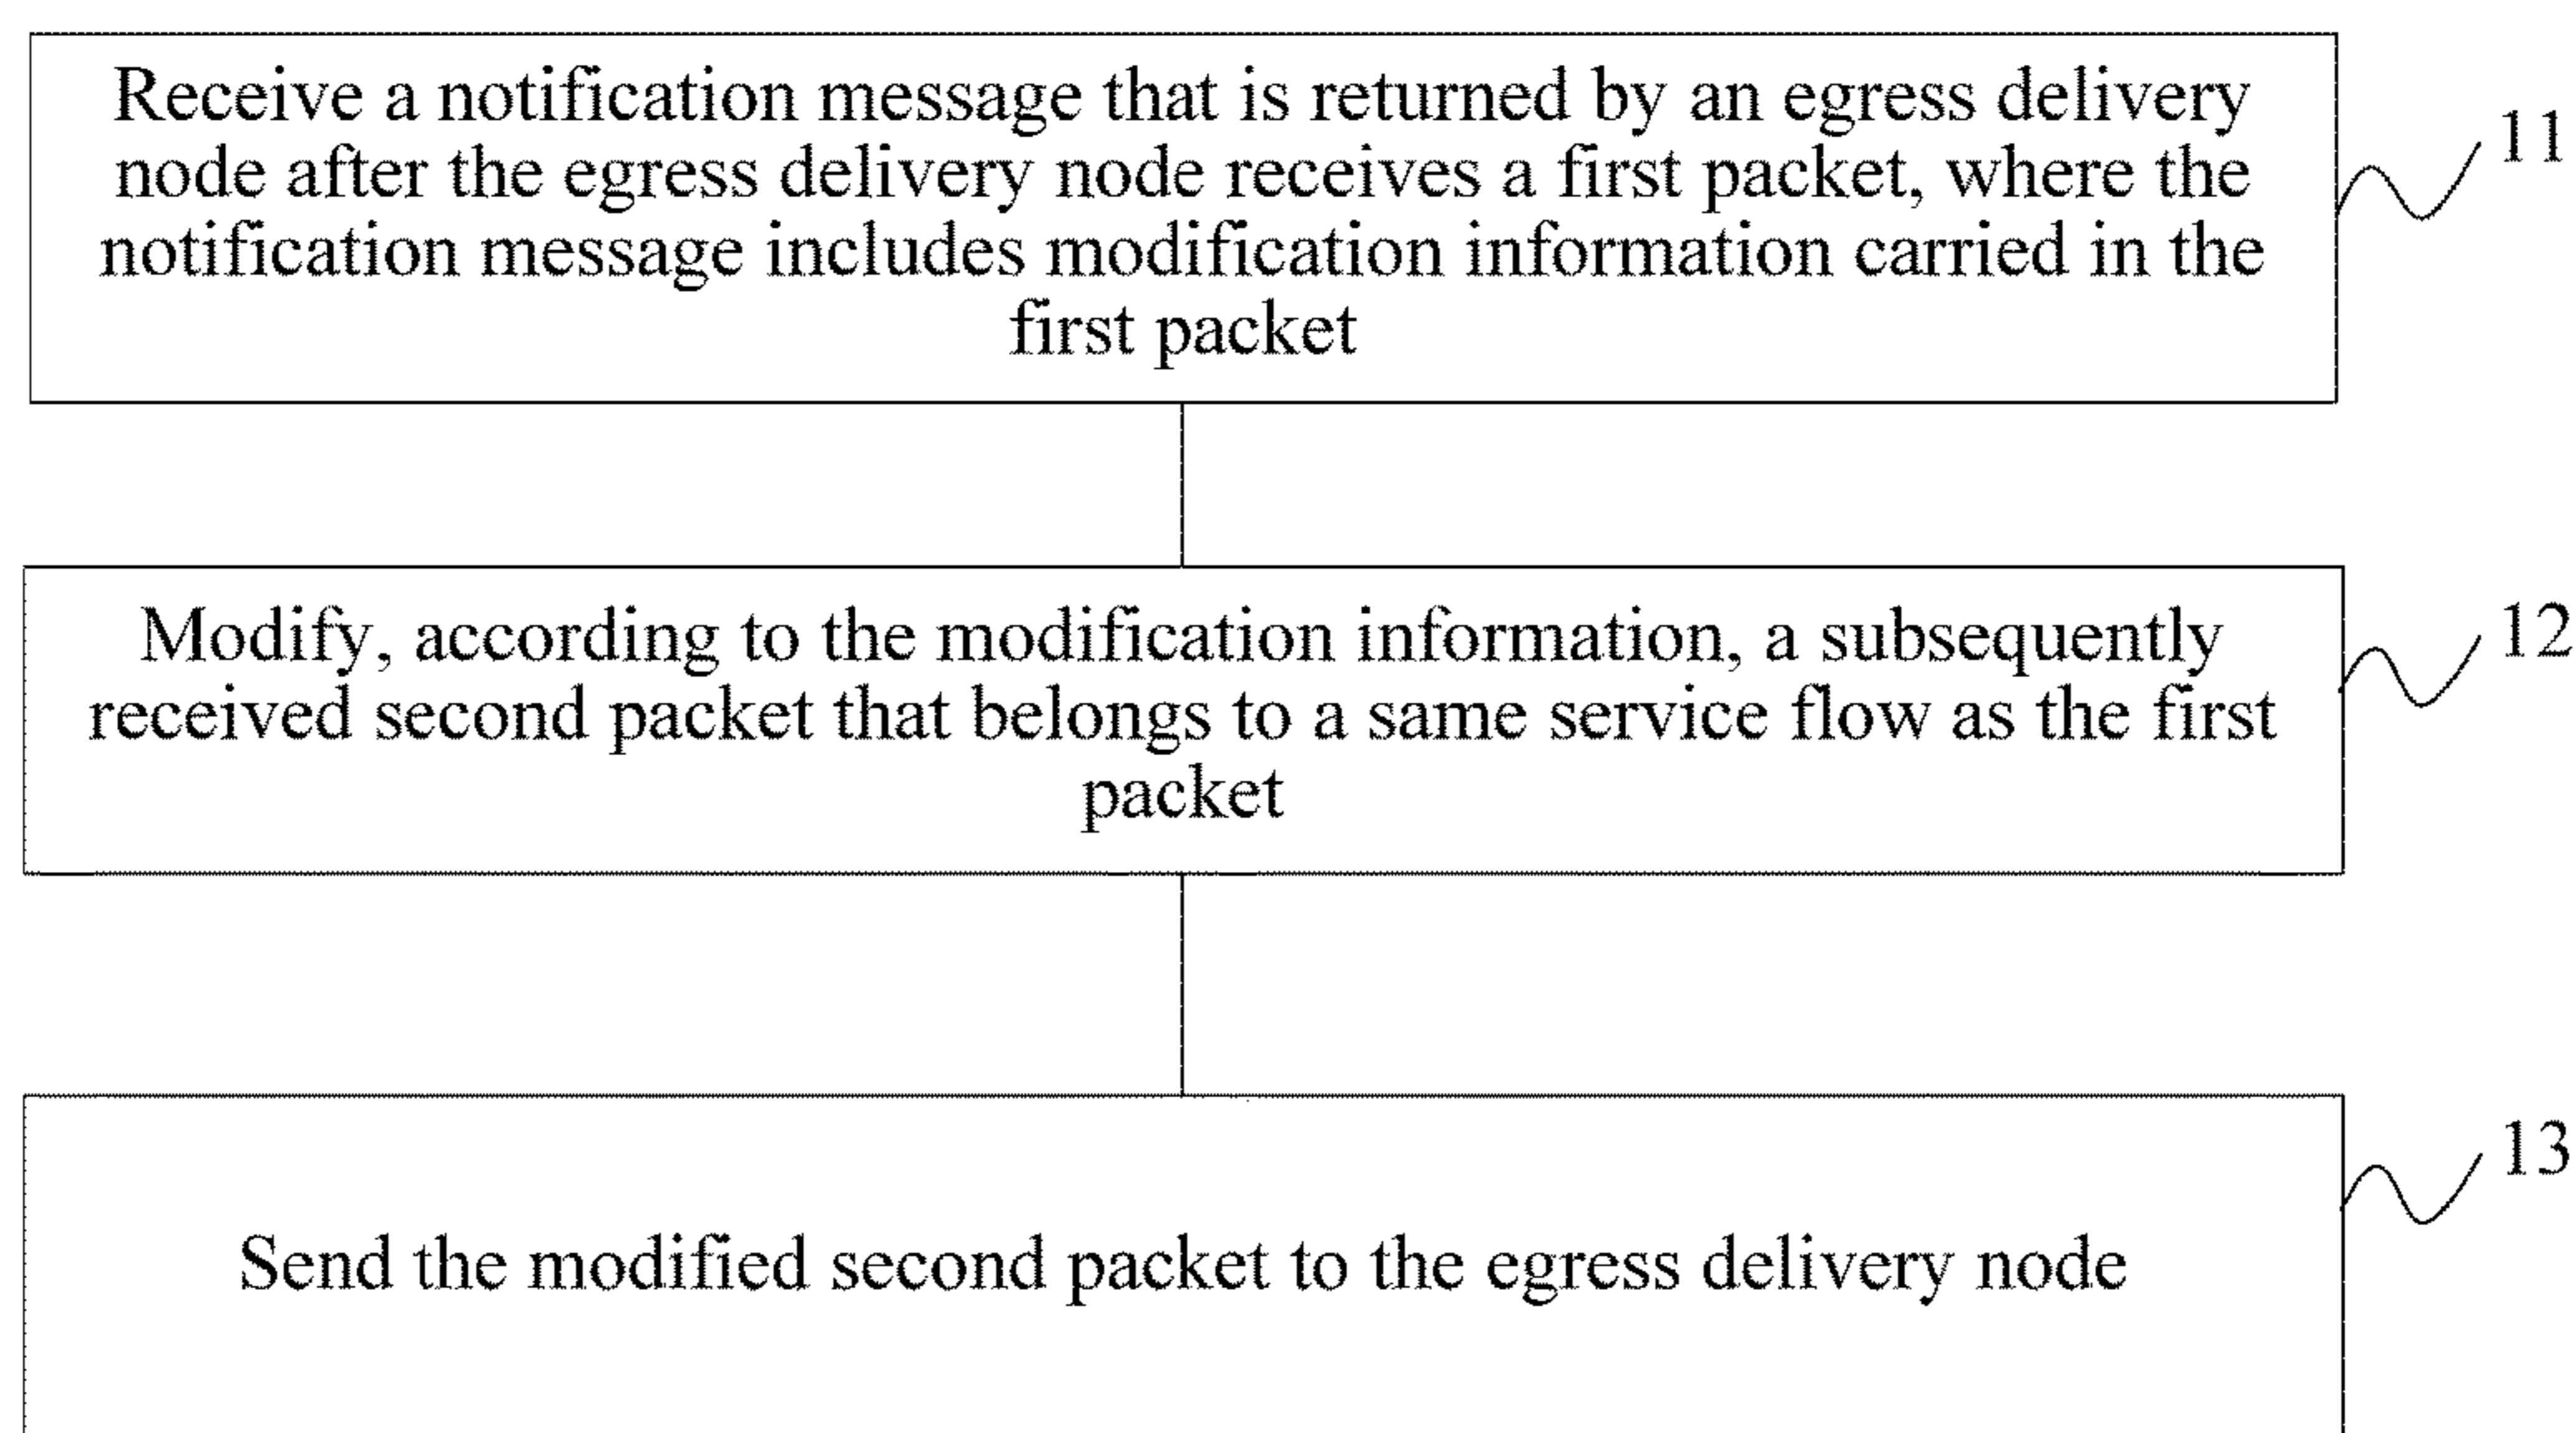 Receive a notification message that is returned by an egress delivery
node after the egress delivery node receives a first packet, where the
notification message includes modification information carried in the
first packet
11
Modify, according to the modification information, a subsequently
received second packet that belongs to a same service flow as the first
packet
12
Send the modified second packet to the egress delivery node
13